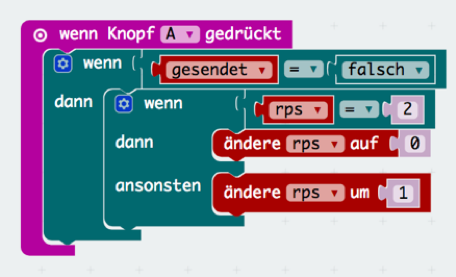 wenn Knopf A gedrückt
wenn gesendet = falsch
dann wenn rps = 2
dann ändere rps auf 0
ansonsten ändere rps um 1